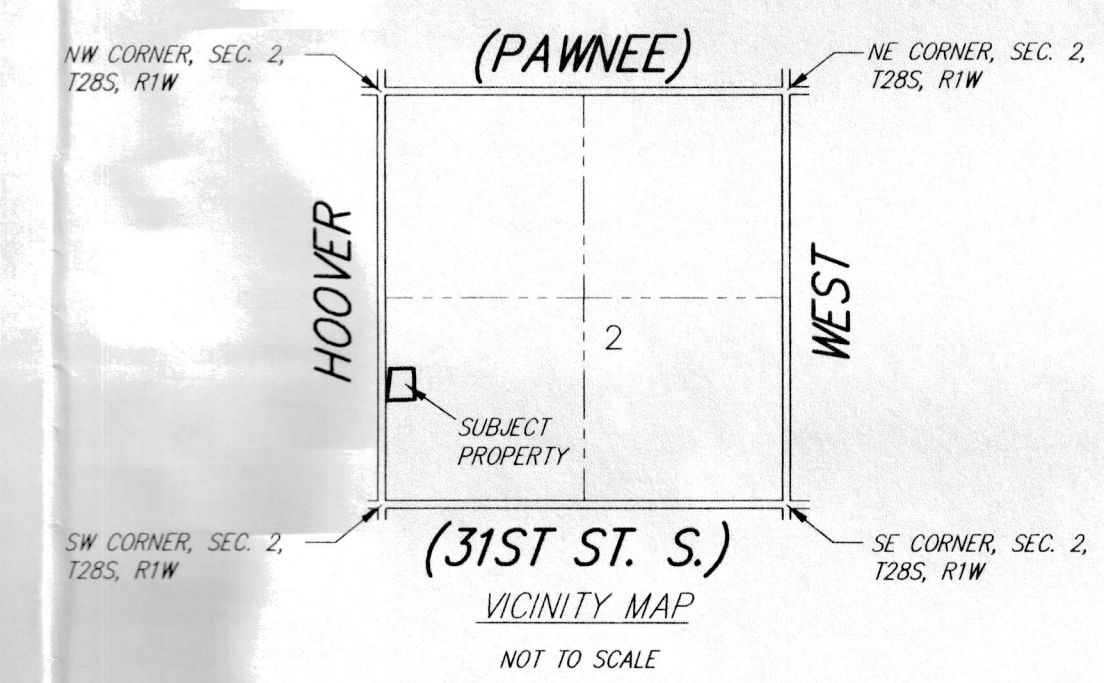 NW CORNER, SEC. 2,
T28S, R1W
(PAWNEE)
NE CORNER, SEC. 2,
T28S, R1W
HOOVER
WEST
2
SUBJECT
PROPERTY
SW CORNER, SEC. 2,
T28S, R1W
(31ST ST. S.)
SE CORNER, SEC. 2,
T28S, R1W
VICINITY MAP
NOT TO SCALE